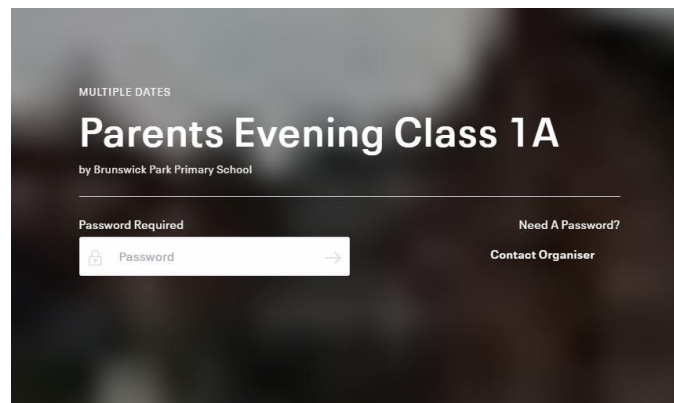 MULTIPLE DATES
Parents Evening Class 1A
by Brunswick Park Primary School
Password Required
Need A Password?
Password
Contact Organiser